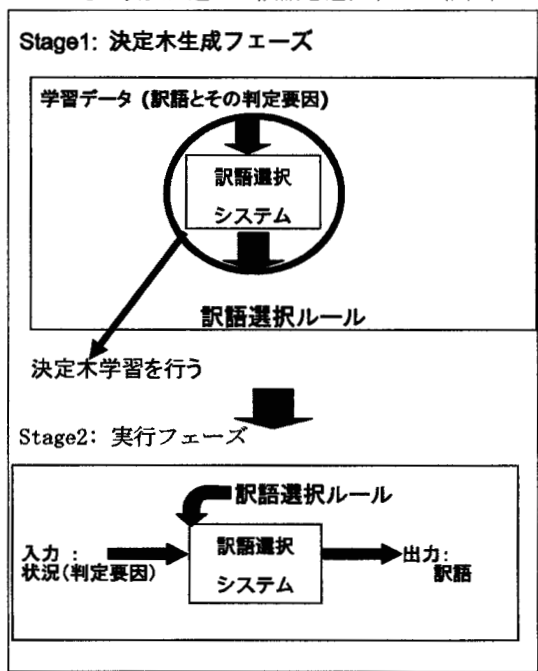 Stage1: 決定木生成フェーズ
学習データ (訳語とその判定要因)
訳語選択
システム
訳語選択ルール
決定木学習を行う
Stage2: 実行フェーズ
訳語選択ルール
入力 :
状況(判定要因)
訳語選択
システム
出力:
訳語